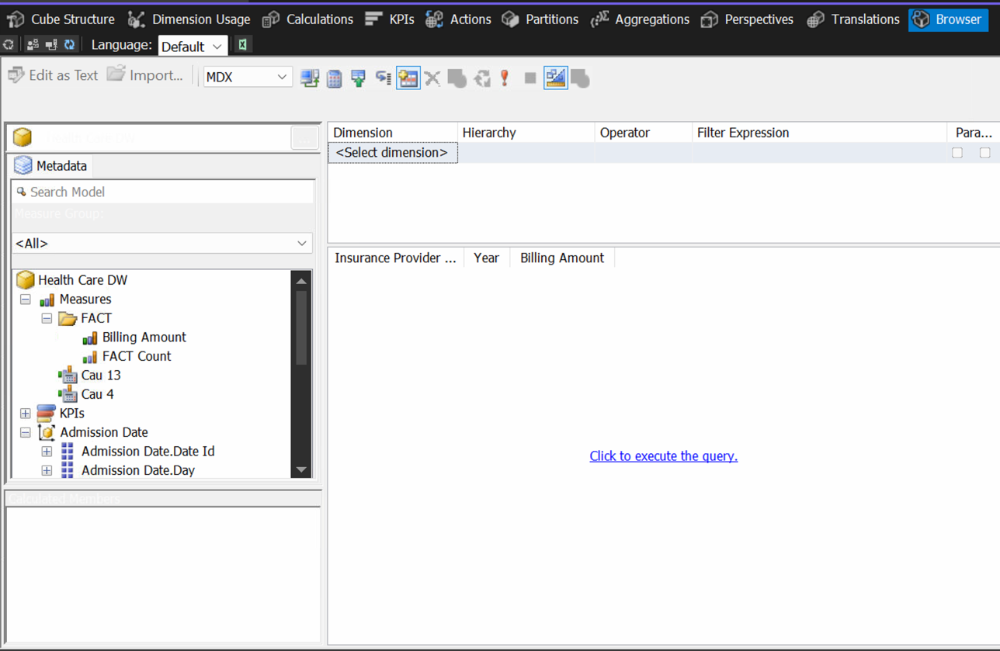 Cube Structure Dimension Usage Calculations KPIs Actions Partitions Aggregations Perspectives Translations Browser
Language: Default
Edit as Text Import... MDX
Health Care DW ...
Metadata
Search Model
Measure Group:
<All>
Health Care DW
Measures
FACT
Billing Amount
FACT Count
Cau 13
Cau 4
KPIs
Admission Date
Admission Date.Date Id
Admission Date.Day
Calculated Members
Dimension Hierarchy Operator Filter Expression Para...
<Select dimension>
Insurance Provider ... Year Billing Amount
Click to execute the query.